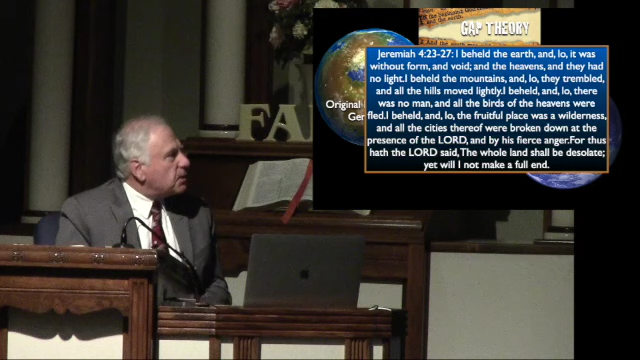 GAP THEORY
and the earth.
Jeremiah 4:23-27: I beheld the earth, and, lo, it was
without form, and void; and the heavens, and they had
no light.I beheld the mountains, and, lo, they trembled,
and all the hills moved lightly.I beheld, and, lo, there
was no man, and all the birds of the heavens were
fled.I beheld, and, lo, the fruitful place was a wilderness,
and all the cities thereof were broken down at the
presence of the LORD, and by his fierce anger.For thus
hath the LORD said,The whole land shall be desolate;
yet will I not make a full end.
Original
Gen
FA